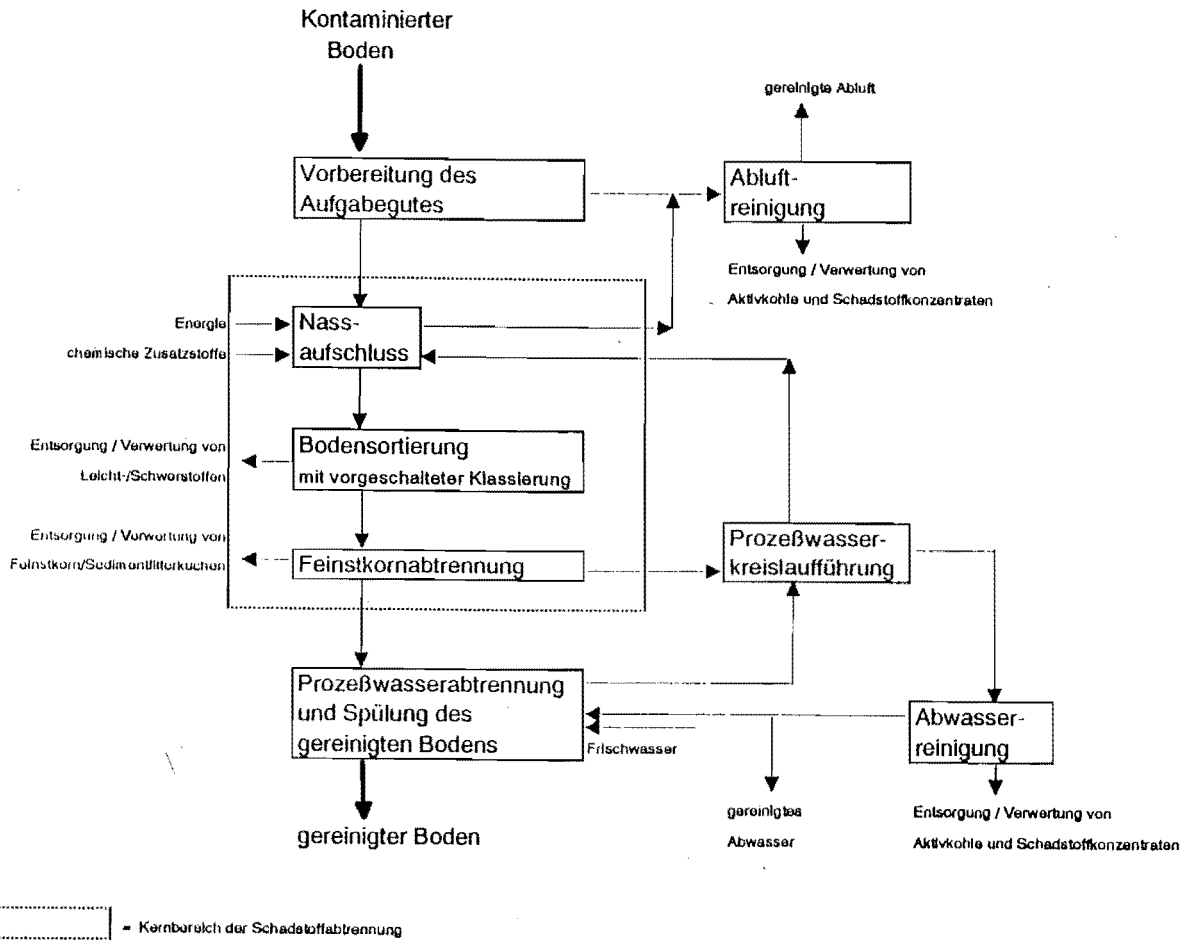 Kontaminierter
Boden
gereinigte Abluft
Vorbereitung des
Aufgabegutes
Abluft-
reinigung
Entsorgung / Verwertung von
Aktivkohle und Schadstoffkonzentraten
Energie
Nass-
aufschluss
chemische Zusatzstoffe
Entsorgung / Verwertung von
Leicht-/Schwerstoffen
Bodensortierung
mit vorgeschalteter Klassierung
Entsorgung / Verwertung von
Feinstkorn/Sedimentfilterkuchen
Feinstkornabtrennung
Prozeßwasser-
kreislaufführung
Prozeßwasserabtrennung
und Spülung des
gereinigten Bodens
Frischwasser
Abwasser-
reinigung
gereinigter Boden
gereinigtes
Abwasser
Entsorgung / Verwertung von
Aktivkohle und Schadstoffkonzentraten
= Kernbereich der Schadstoffabtrennung